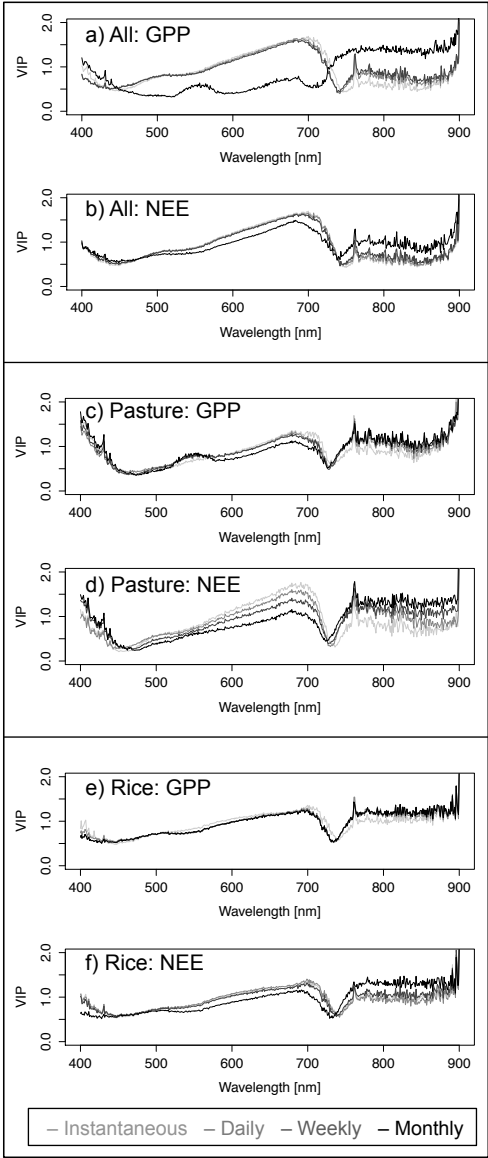 a) All: GPP
VIP
0.0 1.0 2.0
400 500 600 700 800 900
Wavelength [nm]
b) All: NEE
VIP
0.0 1.0 2.0
400 500 600 700 800 900
Wavelength [nm]
c) Pasture: GPP
VIP
0.0 1.0 2.0
400 500 600 700 800 900
Wavelength [nm]
d) Pasture: NEE
VIP
0.0 1.0 2.0
400 500 600 700 800 900
Wavelength [nm]
e) Rice: GPP
VIP
0.0 1.0 2.0
400 500 600 700 800 900
Wavelength [nm]
f) Rice: NEE
VIP
0.0 1.0 2.0
400 500 600 700 800 900
Wavelength [nm]
Instantaneous Daily Weekly Monthly